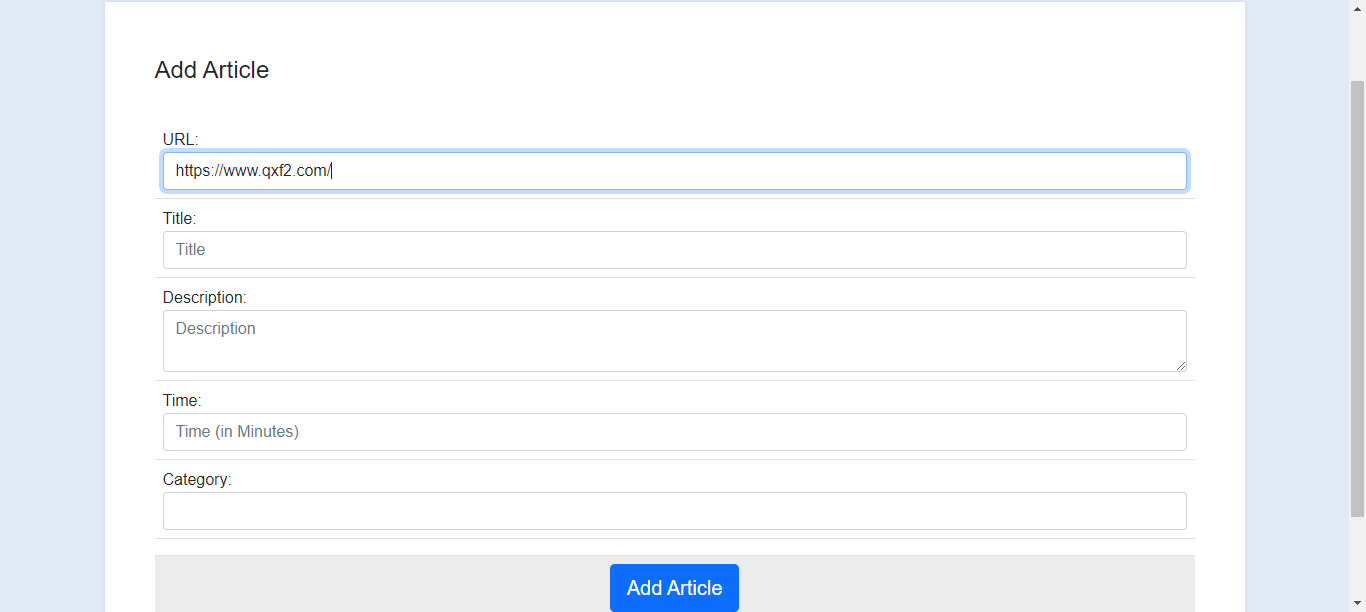 Add Article
URL:
https://www.qxf2.com/
Title:
Title
Description:
Description
Time:
Time (in Minutes)
Category:
Add Article